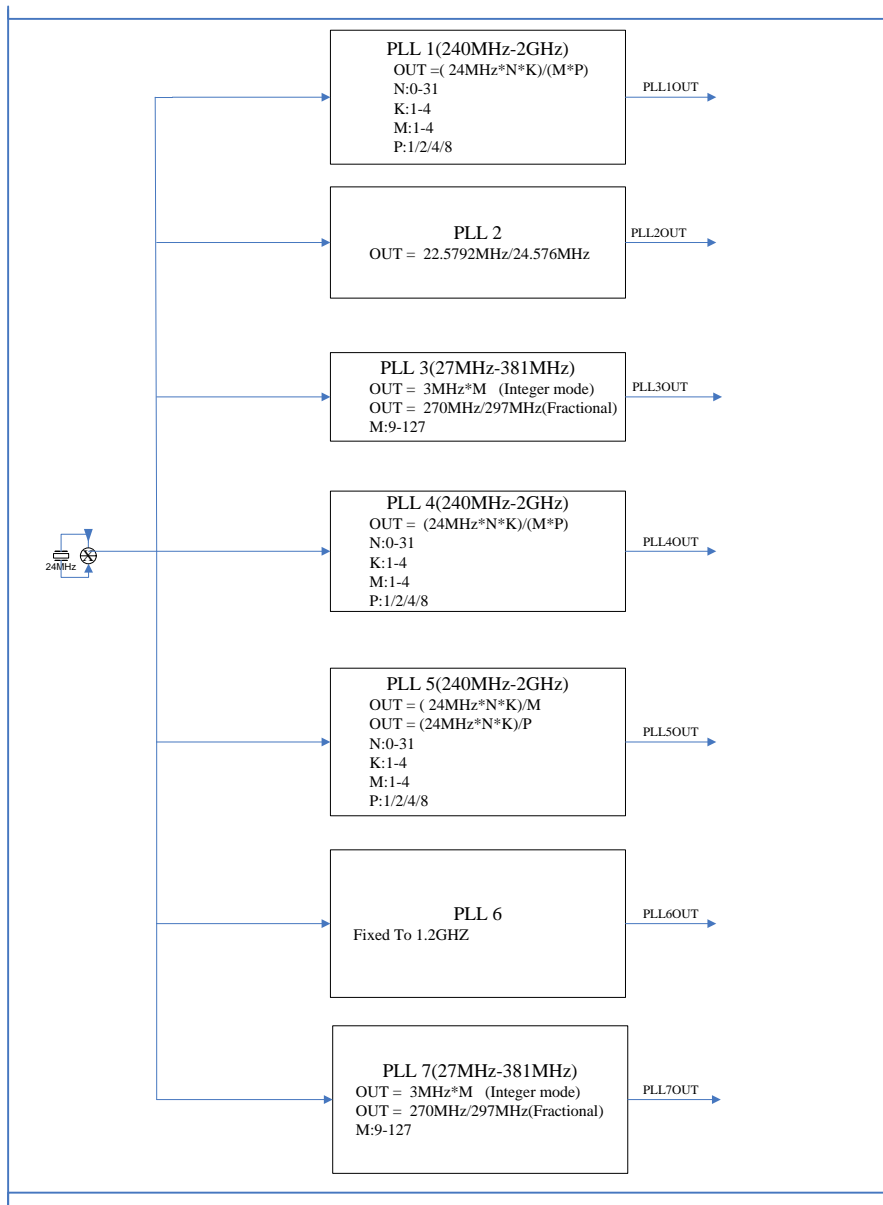 PLL 1(240MHz-2GHz)
OUT =( 24MHz*N*K)/(M*P)
N:0-31
K:1-4
M:1-4
P:1/2/4/8
PLL1OUT
PLL 2
OUT = 22.5792MHz/24.576MHz
PLL2OUT
PLL 3(27MHz-381MHz)
OUT = 3MHz*M (Integer mode)
OUT = 270MHz/297MHz(Fractional)
M:9-127
PLL3OUT
24MHz
PLL 4(240MHz-2GHz)
OUT = (24MHz*N*K)/(M*P)
N:0-31
K:1-4
M:1-4
P:1/2/4/8
PLL4OUT
PLL 5(240MHz-2GHz)
OUT = ( 24MHz*N*K)/M
OUT = (24MHz*N*K)/P
N:0-31
K:1-4
M:1-4
P:1/2/4/8
PLL5OUT
PLL 6
Fixed To 1.2GHZ
PLL6OUT
PLL 7(27MHz-381MHz)
OUT = 3MHz*M (Integer mode)
OUT = 270MHz/297MHz(Fractional)
M:9-127
PLL7OUT